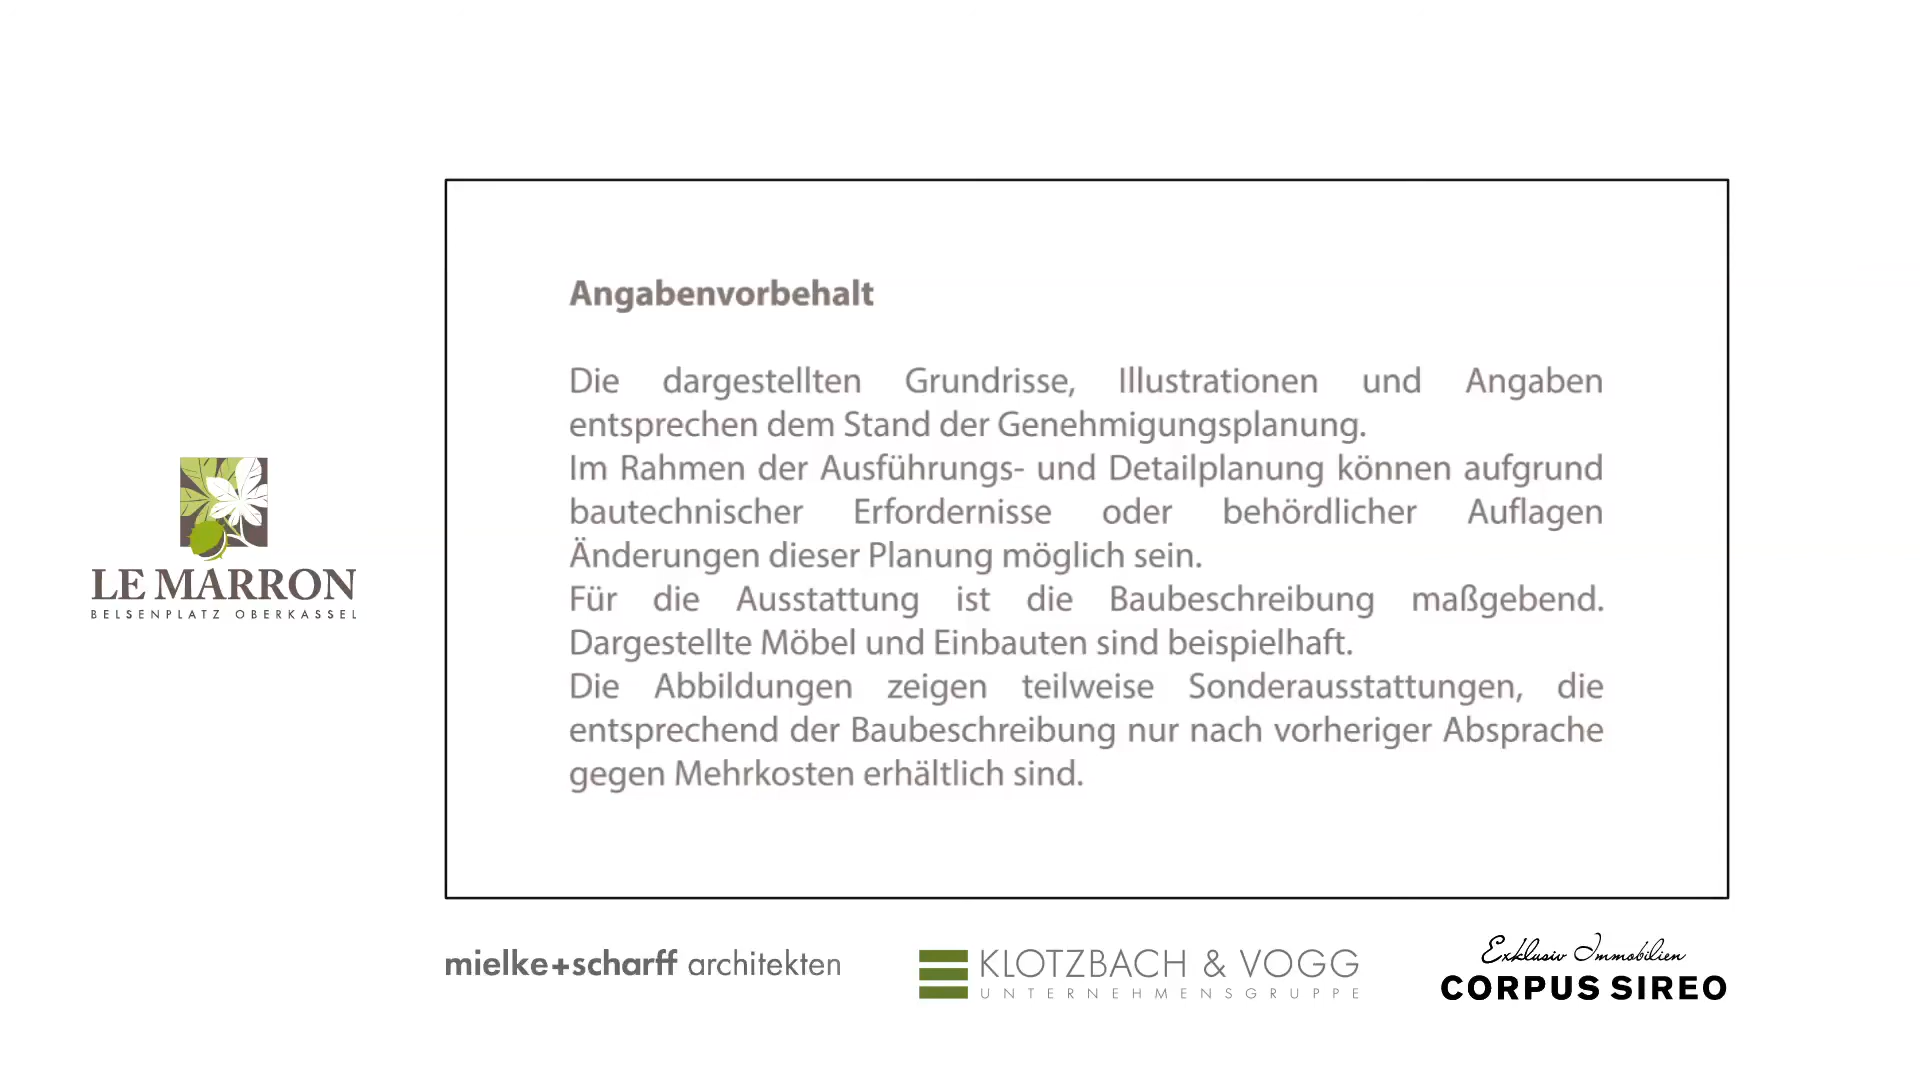 Angabenvorbehalt
Die dargestellten Grundrisse, Illustrationen und Angaben
entsprechen dem Stand der Genehmigungsplanung.
Im Rahmen der Ausführungs- und Detailplanung können aufgrund
bautechnischer Erfordernisse oder behördlicher Auflagen
Änderungen dieser Planung möglich sein.
Für die Ausstattung ist die Baubeschreibung maßgebend.
Dargestellte Möbel und Einbauten sind beispielhaft.
Die Abbildungen zeigen teilweise Sonderausstattungen, die
entsprechend der Baubeschreibung nur nach vorheriger Absprache
gegen Mehrkosten erhältlich sind.
LE MARRON
BELSENPLATZ OBERKASSEL
mielke+scharff architekten
KLOTZBACH & VOGG
UNTERNEHMENSGRUPPE
Exklusiv Immobilien
CORPUS SIREO